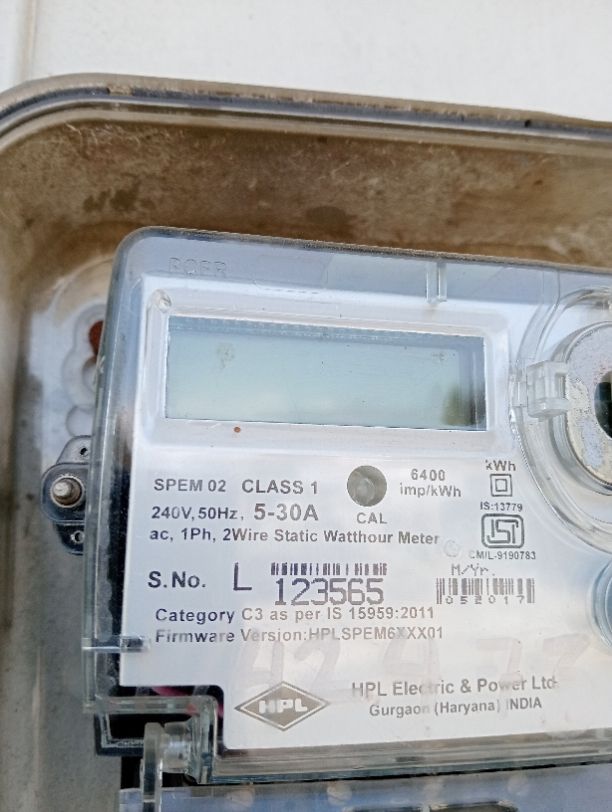 SPEM 02 CLASS 1
6400
imp/kWh
kWh
240V, 50Hz, 5-30A
CAL
IS:13779
ac, 1Ph, 2Wire Static Watthour Meter
CM/L-9190783
S.No. L 123565
M/Yr.
052017
Category C3 as per IS 15959:2011
Firmware Version:HPLSPEM6XXX01
HPL
HPL Electric & Power Ltd.
Gurgaon (Haryana) INDIA